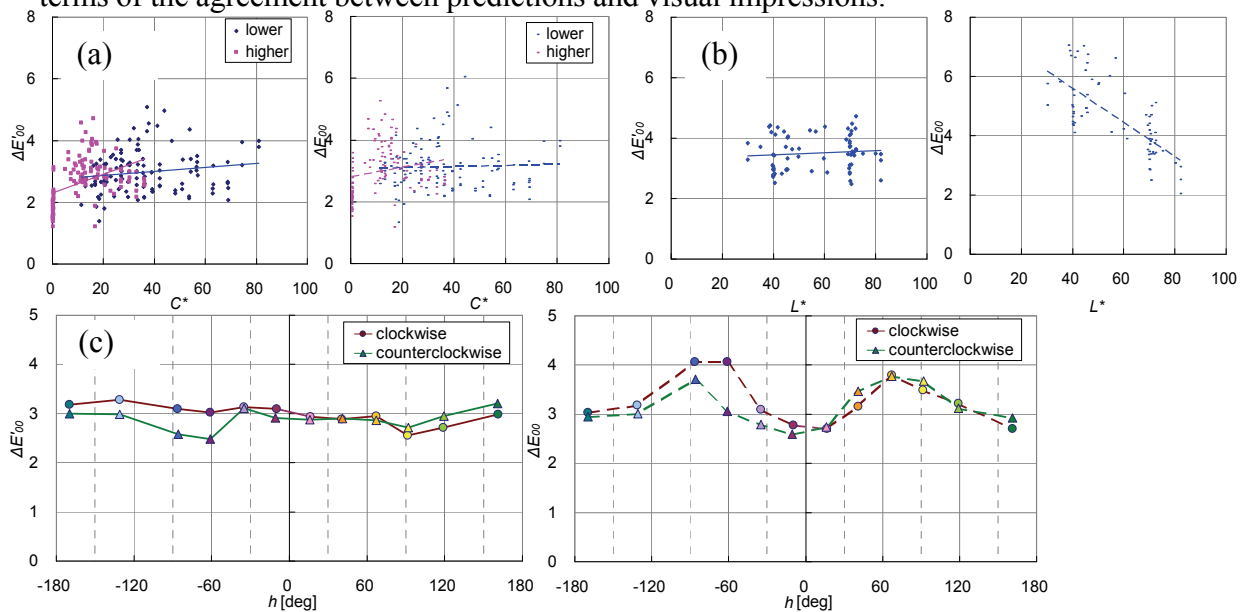 terms of the agreement between predictions and visual impressions.
(a)
lower
higher
ΔE'00
8
6
4
2
0
0 20 40 60 80 100
C*
lower
higher
ΔE00
8
6
4
2
0
0 20 40 60 80 100
C*
(b)
ΔE'00
8
6
4
2
0
0 20 40 60 80 100
L*
ΔE00
8
6
4
2
0
0 20 40 60 80 100
L*
(c)
clockwise
counterclockwise
ΔE'00
5
4
3
2
1
0
-180 -120 -60 0 60 120 180
h [deg]
clockwise
counterclockwise
ΔE00
5
4
3
2
1
0
-180 -120 -60 0 60 120 180
h [deg]